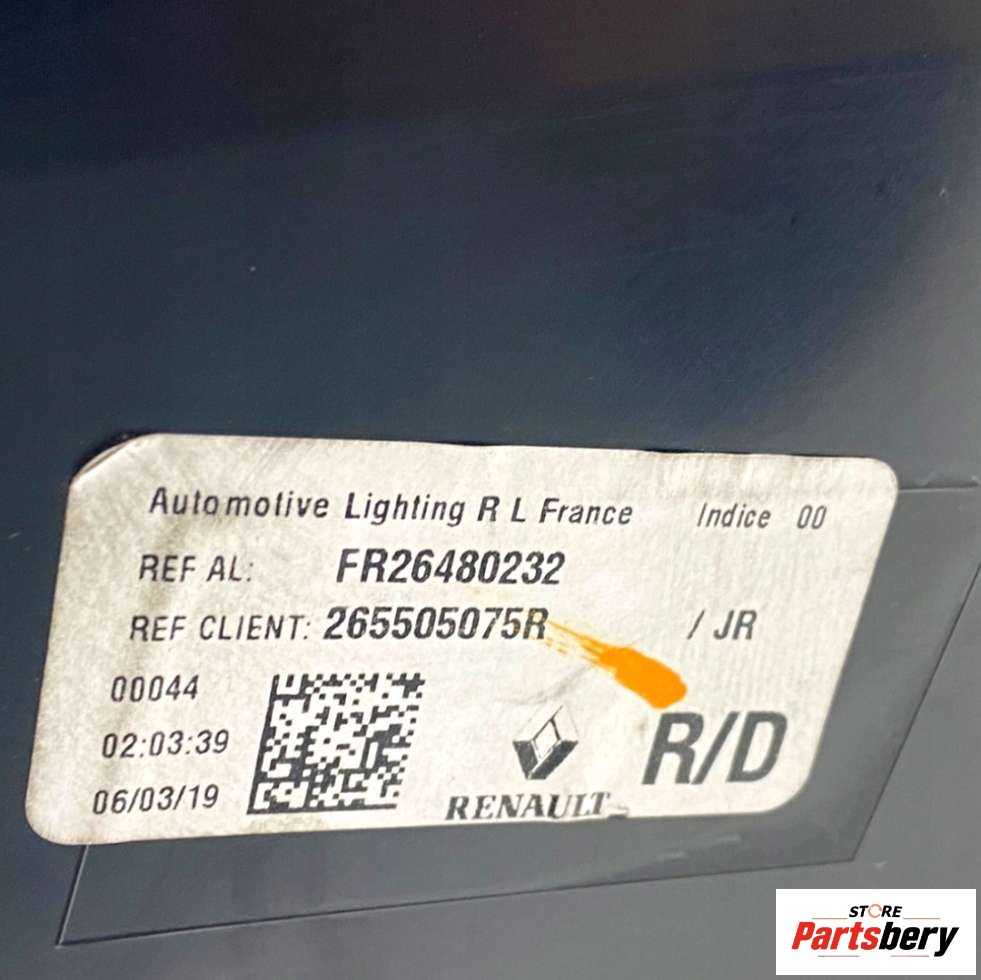 Automotive Lighting R L France Indice 00
REF AL: FR26480232
REF CLIENT: 265505075R / JR
00044
02:03:39
06/03/19
RENAULT
R/D
STORE
Partsbery